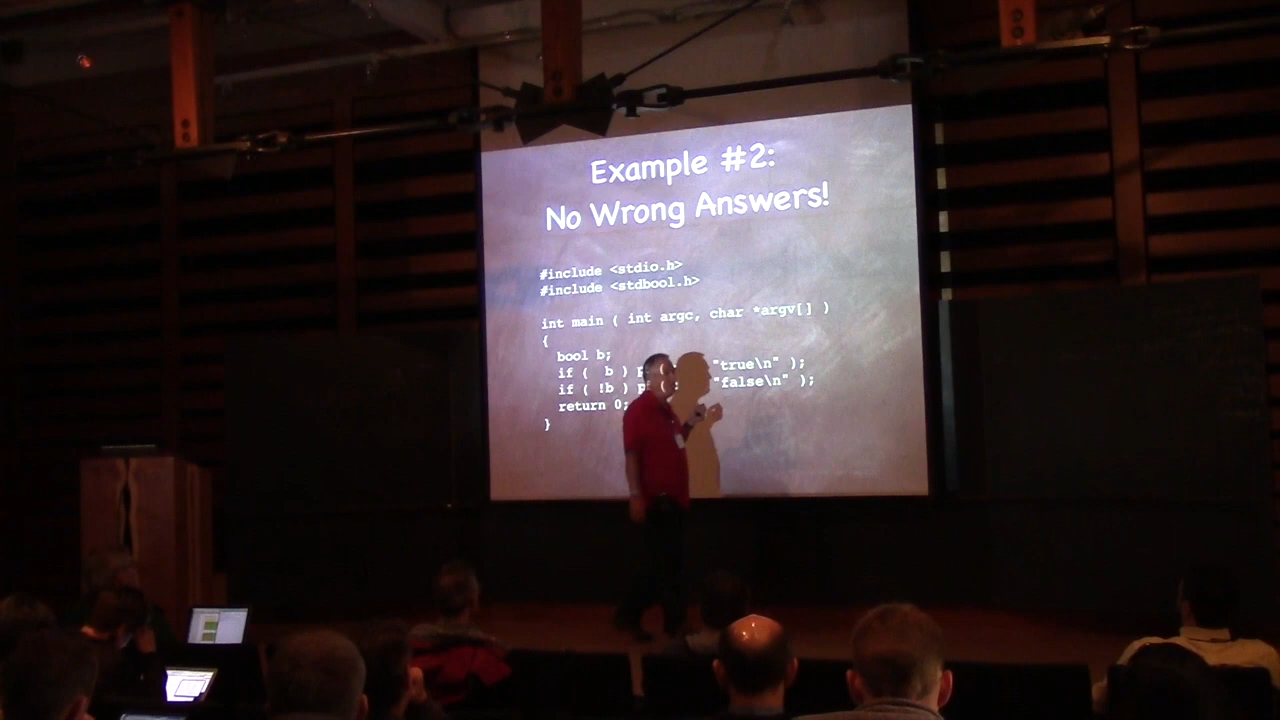 Example #2:
No Wrong Answers!
#include <stdio.h>
#include <stdbool.h>
int main ( int argc, char *argv[] )
{
bool b;
if ( b ) p ( "true\n" );
if ( !b ) p ( "false\n" );
return 0;
}